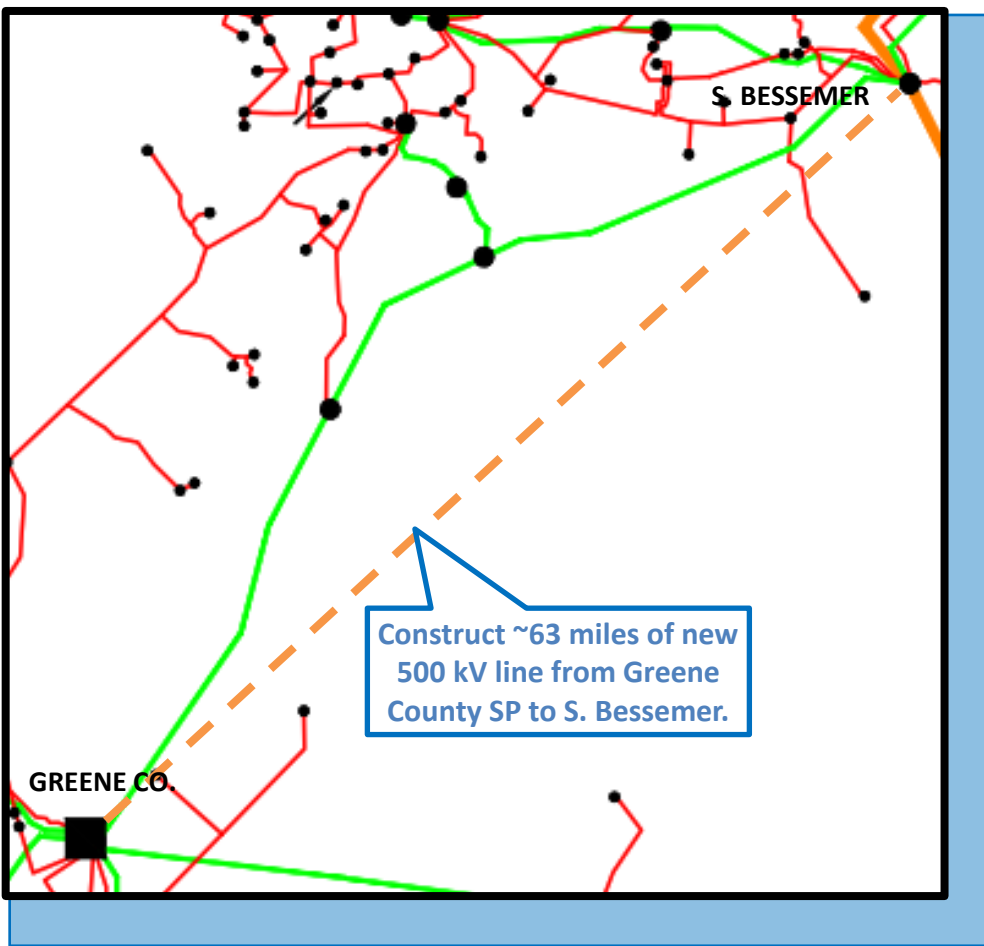 S. BESSEMER
Construct ~63 miles of new
500 kV line from Greene
County SP to S. Bessemer.
GREENE CO.